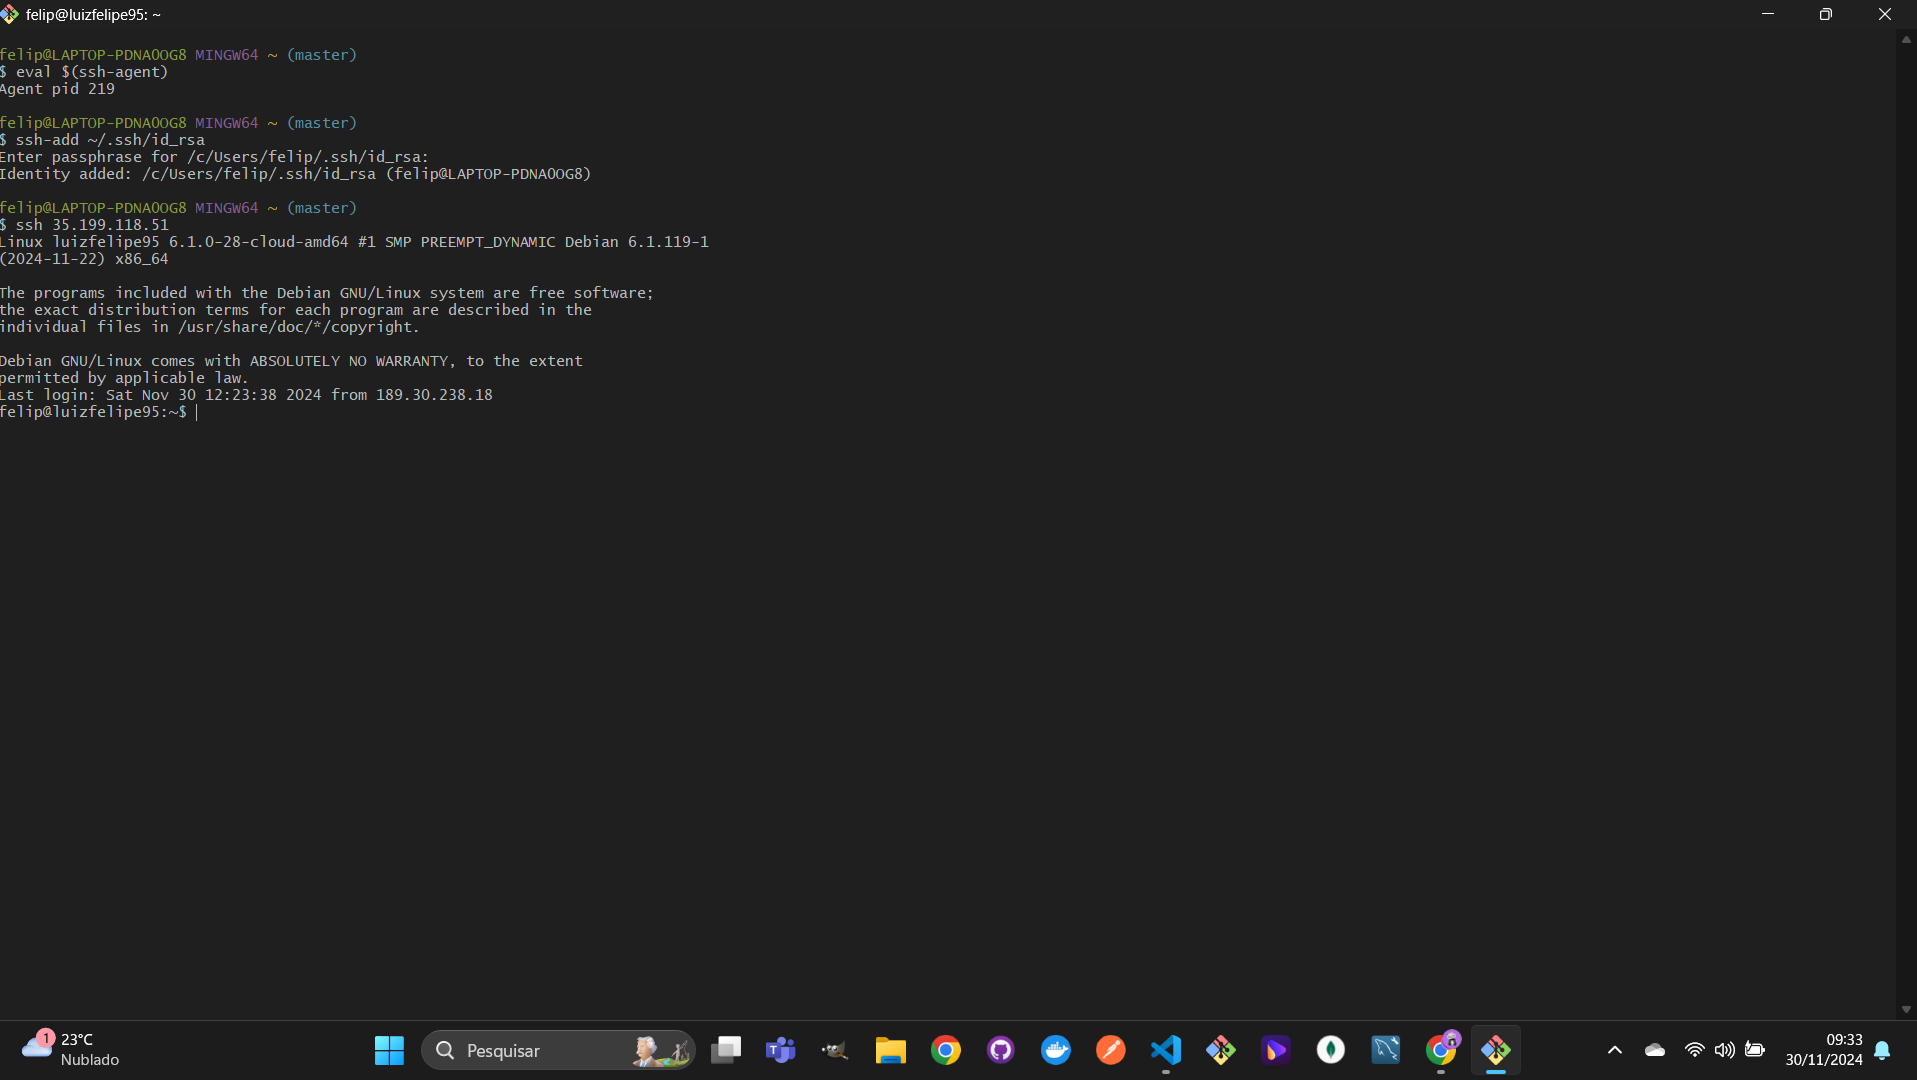 felip@luizfelipe95: ~
felip@LAPTOP-PDNAOOG8 MINGW64 ~ (master)
$ eval $(ssh-agent)
Agent pid 219
felip@LAPTOP-PDNAOOG8 MINGW64 ~ (master)
$ ssh-add ~/.ssh/id_rsa
Enter passphrase for /c/Users/felip/.ssh/id_rsa:
Identity added: /c/Users/felip/.ssh/id_rsa (felip@LAPTOP-PDNAOOG8)
felip@LAPTOP-PDNAOOG8 MINGW64 ~ (master)
$ ssh 35.199.118.51
Linux luizfelipe95 6.1.0-28-cloud-amd64 #1 SMP PREEMPT_DYNAMIC Debian 6.1.119-1
(2024-11-22) x86_64
The programs included with the Debian GNU/Linux system are free software;
the exact distribution terms for each program are described in the
individual files in /usr/share/doc/*/copyright.
Debian GNU/Linux comes with ABSOLUTELY NO WARRANTY, to the extent
permitted by applicable law.
Last login: Sat Nov 30 12:23:38 2024 from 189.30.238.18
felip@luizfelipe95:~$
1
23°C
Nublado
Pesquisar
09:33
30/11/2024